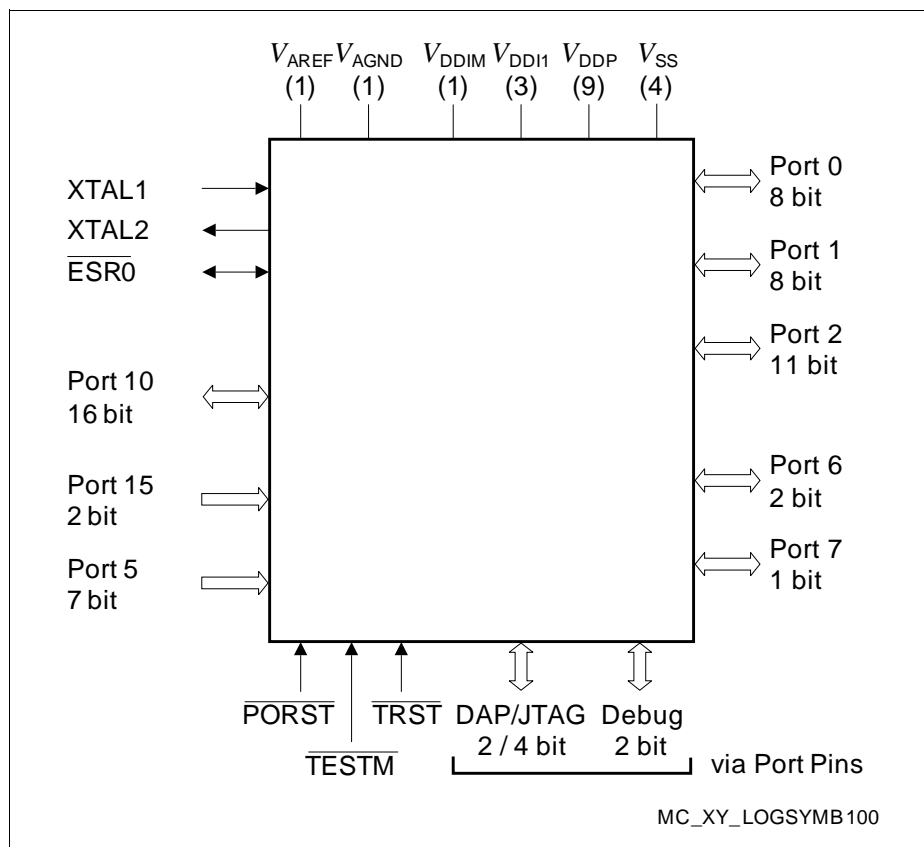 VAREF VAGND VDDIM VDDI1 VDDP VSS
(1) (1) (1) (3) (9) (4)
XTAL1
XTAL2
ESR0
Port 10
16 bit
Port 15
2 bit
Port 5
7 bit
Port 0
8 bit
Port 1
8 bit
Port 2
11 bit
Port 6
2 bit
Port 7
1 bit
PORST
TESTM
TRST
DAP/JTAG
2 / 4 bit
Debug
2 bit
via Port Pins
MC_XY_LOGSYMB100